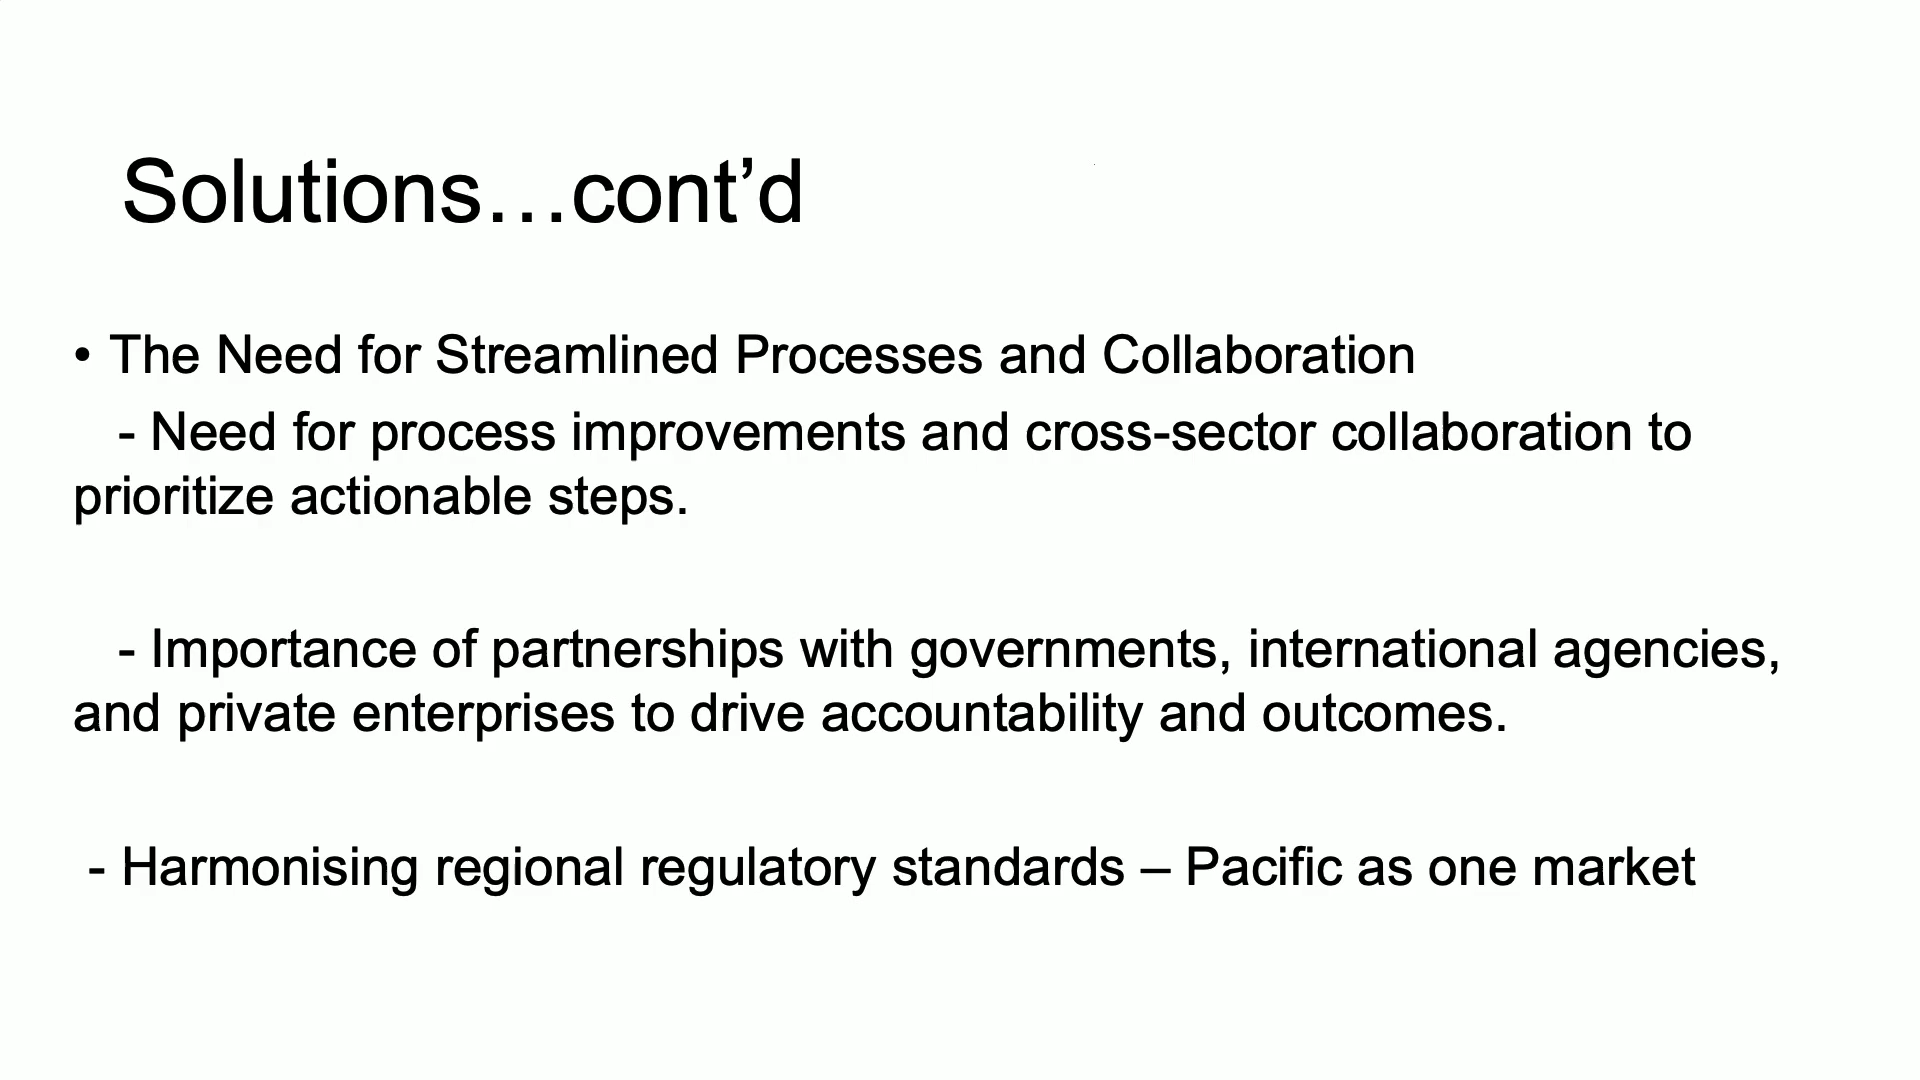 Solutions…cont’d
• The Need for Streamlined Processes and Collaboration
- Need for process improvements and cross-sector collaboration to
prioritize actionable steps.
- Importance of partnerships with governments, international agencies,
and private enterprises to drive accountability and outcomes.
- Harmonising regional regulatory standards – Pacific as one market